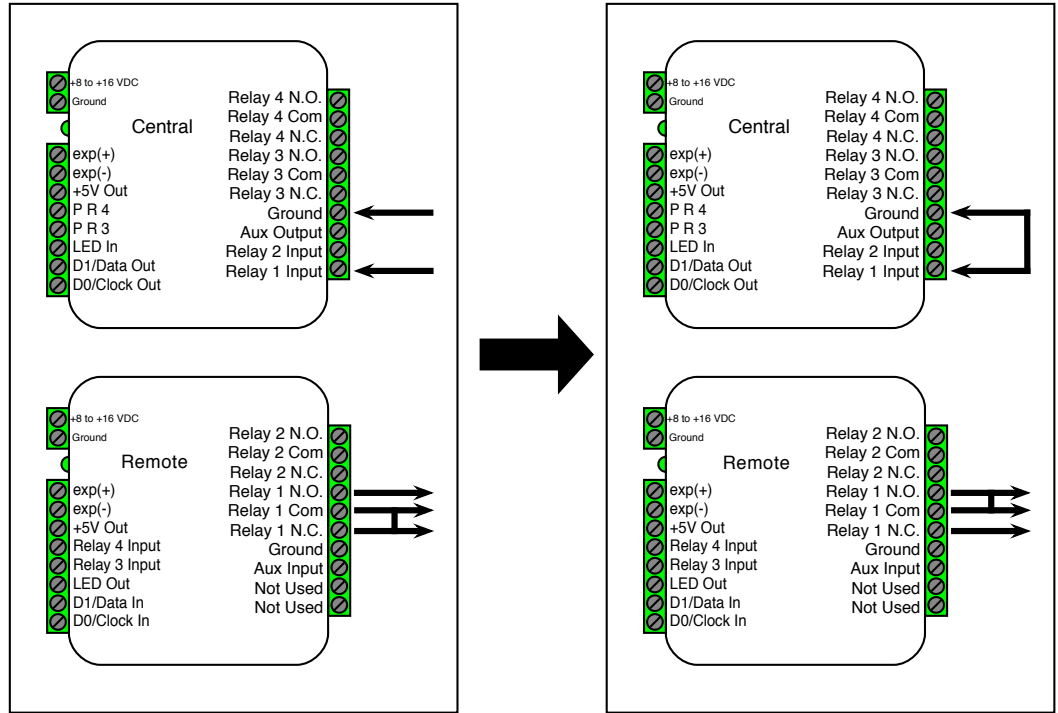 +8 to +16 VDC
Ground
Central
exp(+)
exp(-)
+5V Out
P R 4
P R 3
LED In
D1/Data Out
D0/Clock Out
Relay 4 N.O.
Relay 4 Com
Relay 4 N.C.
Relay 3 N.O.
Relay 3 Com
Relay 3 N.C.
Ground
Aux Output
Relay 2 Input
Relay 1 Input
+8 to +16 VDC
Ground
Remote
exp(+)
exp(-)
+5V Out
Relay 4 Input
Relay 3 Input
LED Out
D1/Data In
D0/Clock In
Relay 2 N.O.
Relay 2 Com
Relay 2 N.C.
Relay 1 N.O.
Relay 1 Com
Relay 1 N.C.
Ground
Aux Input
Not Used
Not Used
+8 to +16 VDC
Ground
Central
exp(+)
exp(-)
+5V Out
P R 4
P R 3
LED In
D1/Data Out
D0/Clock Out
Relay 4 N.O.
Relay 4 Com
Relay 4 N.C.
Relay 3 N.O.
Relay 3 Com
Relay 3 N.C.
Ground
Aux Output
Relay 2 Input
Relay 1 Input
+8 to +16 VDC
Ground
Remote
exp(+)
exp(-)
+5V Out
Relay 4 Input
Relay 3 Input
LED Out
D1/Data In
D0/Clock In
Relay 2 N.O.
Relay 2 Com
Relay 2 N.C.
Relay 1 N.O.
Relay 1 Com
Relay 1 N.C.
Ground
Aux Input
Not Used
Not Used